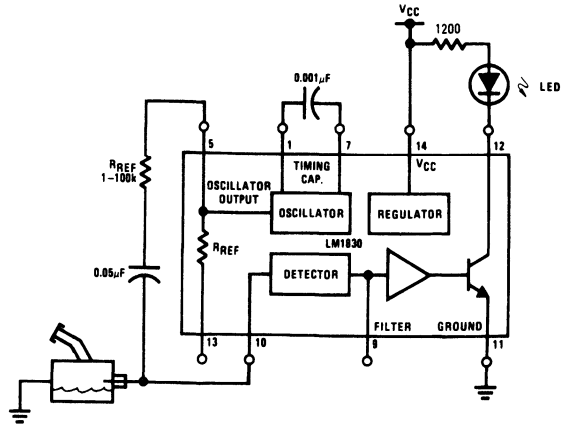 VCC
1200
0.001μF
LED
5
1
7
14
12
RREF
1–100k
TIMING
CAP.
VCC
OSCILLATOR
OUTPUT
OSCILLATOR
REGULATOR
LM1830
RREF
DETECTOR
0.05μF
FILTER
GROUND
13
10
9
11